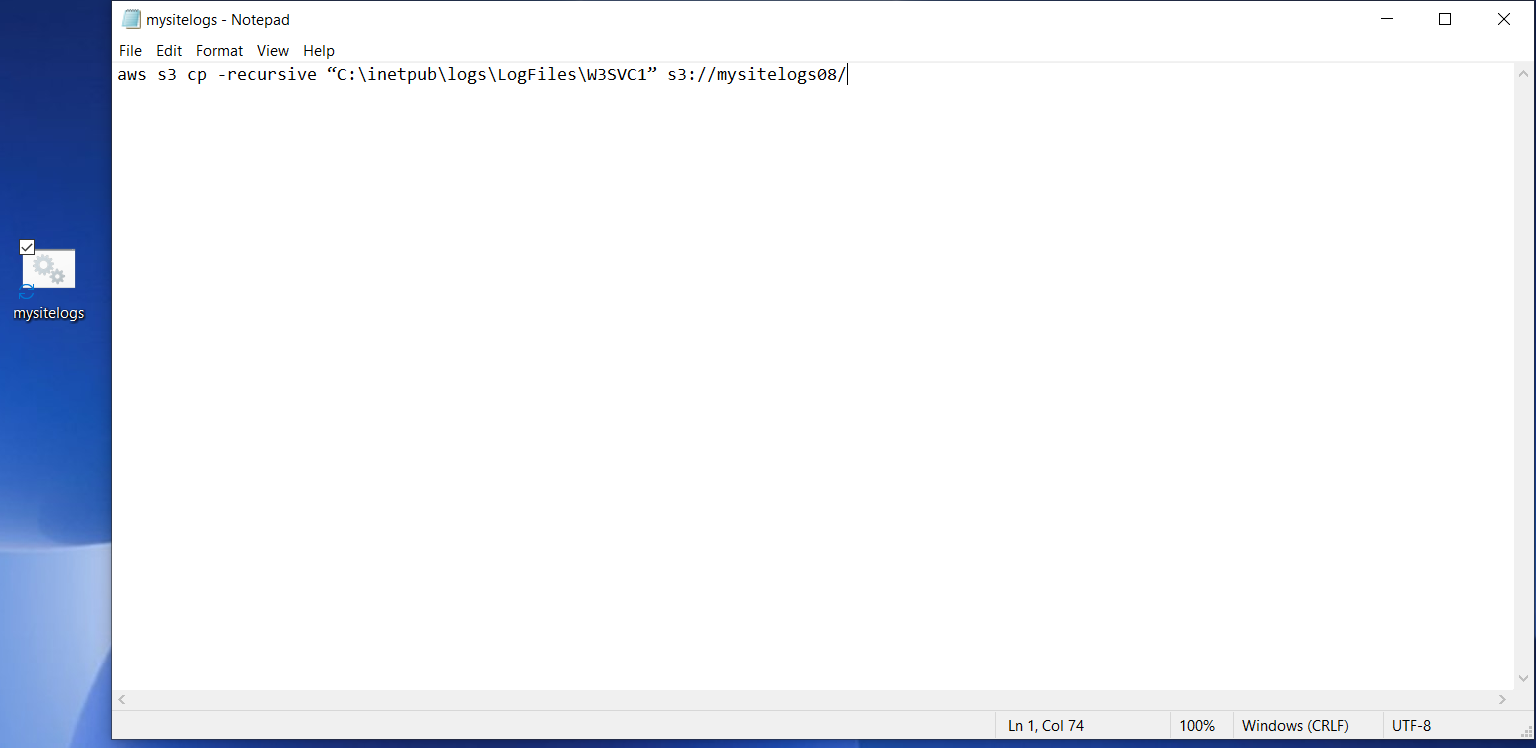 mysitelogs - Notepad
File Edit Format View Help
aws s3 cp -recursive “C:\inetpub\logs\LogFiles\W3SVC1” s3://mysitelogs08/
mysitelogs
Ln 1, Col 74 100% Windows (CRLF) UTF-8